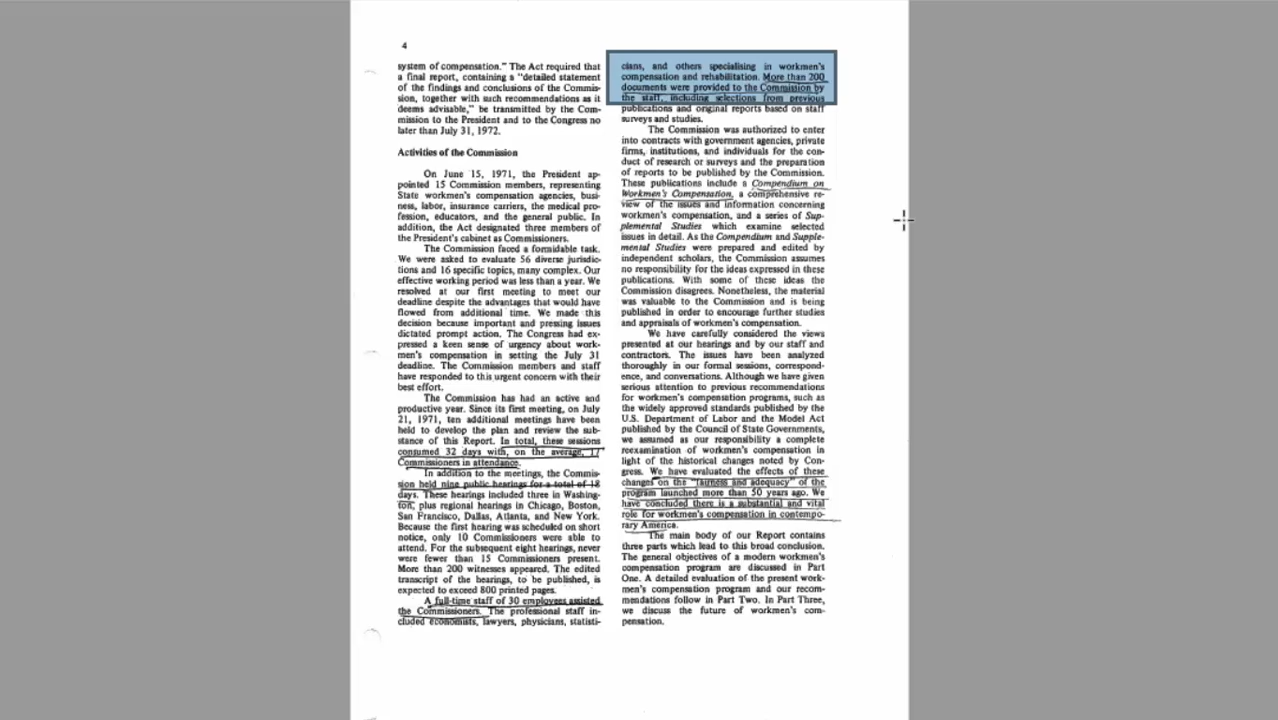 4
system of compensation." The Act required that
a final report, containing a "detailed statement
of the findings and conclusions of the Commis-
sion, together with such recommendations as it
deems advisable," be transmitted by the Com-
mission to the President and to the Congress no
later than July 31, 1972.
Activities of the Commission
On June 15, 1971, the President ap-
pointed 15 Commission members, representing
State workmen's compensation agencies, busi-
ness, labor, insurance carriers, the medical pro-
fession, educators, and the general public. In
addition, the Act designated three members of
the President's cabinet as Commissioners.
The Commission faced a formidable task.
We were asked to evaluate 56 diverse jurisdic-
tions and 16 specific topics, many complex. Our
effective working period was less than a year. We
resolved at our first meeting to meet our
deadline despite the advantages that would have
flowed from additional time. We made this
decision because important and pressing issues
dictated prompt action. The Congress had ex-
pressed a keen sense of urgency about work-
men's compensation in setting the July 31
deadline. The Commission members and staff
have responded to this urgent concern with their
best effort.
The Commission has had an active and
productive year. Since its first meeting, on July
21, 1971, ten additional meetings have been
held to develop the plan and review the sub-
stance of this Report. In total, these sessions
consumed 32 days with, on the average, 17
Commissioners in attendance.
In addition to the meetings, the Commis-
sion held nine public hearings for a total of 18
days. These hearings included three in Washing-
ton, plus regional hearings in Chicago, Boston,
San Francisco, Dallas, Atlanta, and New York.
Because the first hearing was scheduled on short
notice, only 10 Commissioners were able to
attend. For the subsequent eight hearings, never
were fewer than 15 Commissioners present.
More than 200 witnesses appeared. The edited
transcript of the hearings, to be published, is
expected to exceed 800 printed pages.
A full-time staff of 30 employees assisted
the Commissioners. The professional staff in-
cluded economists, lawyers, physicians, statisti-
cians, and others specialising in workmen's
compensation and rehabilitation. More than 200
documents were provided to the Commission by
the staff, including selections from previous
publications and original reports based on staff
surveys and studies.
The Commission was authorized to enter
into contracts with government agencies, private
firms, institutions, and individuals for the con-
duct of research or surveys and the preparation
of reports to be published by the Commission.
These publications include a Compendium on
Workmen's Compensation, a comprehensive re-
view of the issues and information concerning
workmen's compensation, and a series of Sup-
plemental Studies which examine selected
issues in detail. As the Compendium and Supple-
mental Studies were prepared and edited by
independent scholars, the Commission assumes
no responsibility for the ideas expressed in these
publications. With some of these ideas the
Commission disagrees. Nonetheless, the material
was valuable to the Commission and is being
published in order to encourage further studies
and appraisals of workmen's compensation.
We have carefully considered the views
presented at our hearings and by our staff and
contractors. The issues have been analyzed
thoroughly in our formal sessions, correspond-
ence, and conversations. Although we have given
serious attention to previous recommendations
for workmen's compensation programs, such as
the widely approved standards published by the
U.S. Department of Labor and the Model Act
published by the Council of State Governments,
we assumed as our responsibility a complete
reexamination of workmen's compensation in
light of the historical changes noted by Con-
gress. We have evaluated the effects of these
changes on the "fairness and adequacy" of the
program launched more than 50 years ago. We
have concluded there is a substantial and vital
role for workmen's compensation in contempo-
rary America.
The main body of our Report contains
three parts which lead to this broad conclusion.
The general objectives of a modern workmen's
compensation program are discussed in Part
One. A detailed evaluation of the present work-
men's compensation program and our recom-
mendations follow in Part Two. In Part Three,
we discuss the future of workmen's com-
pensation.